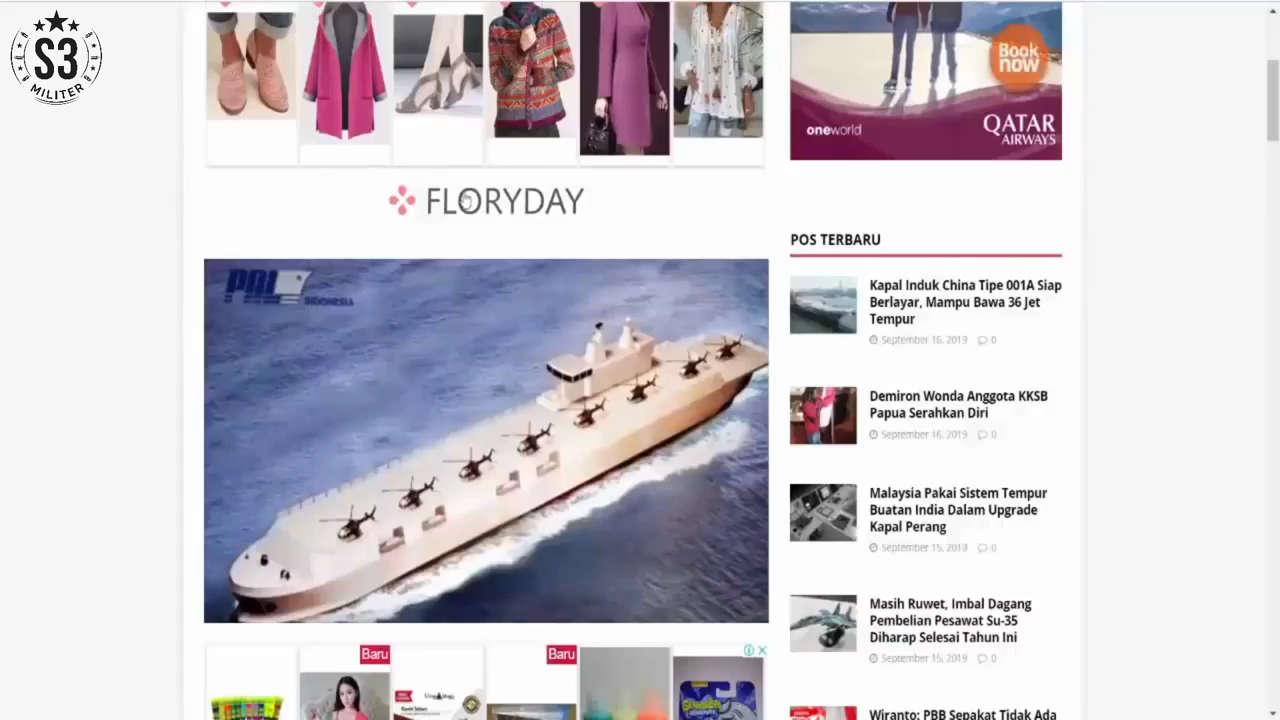 S3
MILITER
FLORYDAY
Book
now
oneworld
QATAR
AIRWAYS
POS TERBARU
Kapal Induk China Tipe 001A Siap
Berlayar, Mampu Bawa 36 Jet
Tempur
September 16, 2019 0
Demiron Wonda Anggota KKSB
Papua Serahkan Diri
September 16, 2019 0
Malaysia Pakai Sistem Tempur
Buatan India Dalam Upgrade
Kapal Perang
September 15, 2019 0
Masih Ruwet, Imbal Dagang
Pembelian Pesawat Su-35
Diharap Selesai Tahun Ini
September 15, 2019 0
Wiranto: PBB Sepakat Tidak Ada
PAL
INDONESIA
Baru
Baru